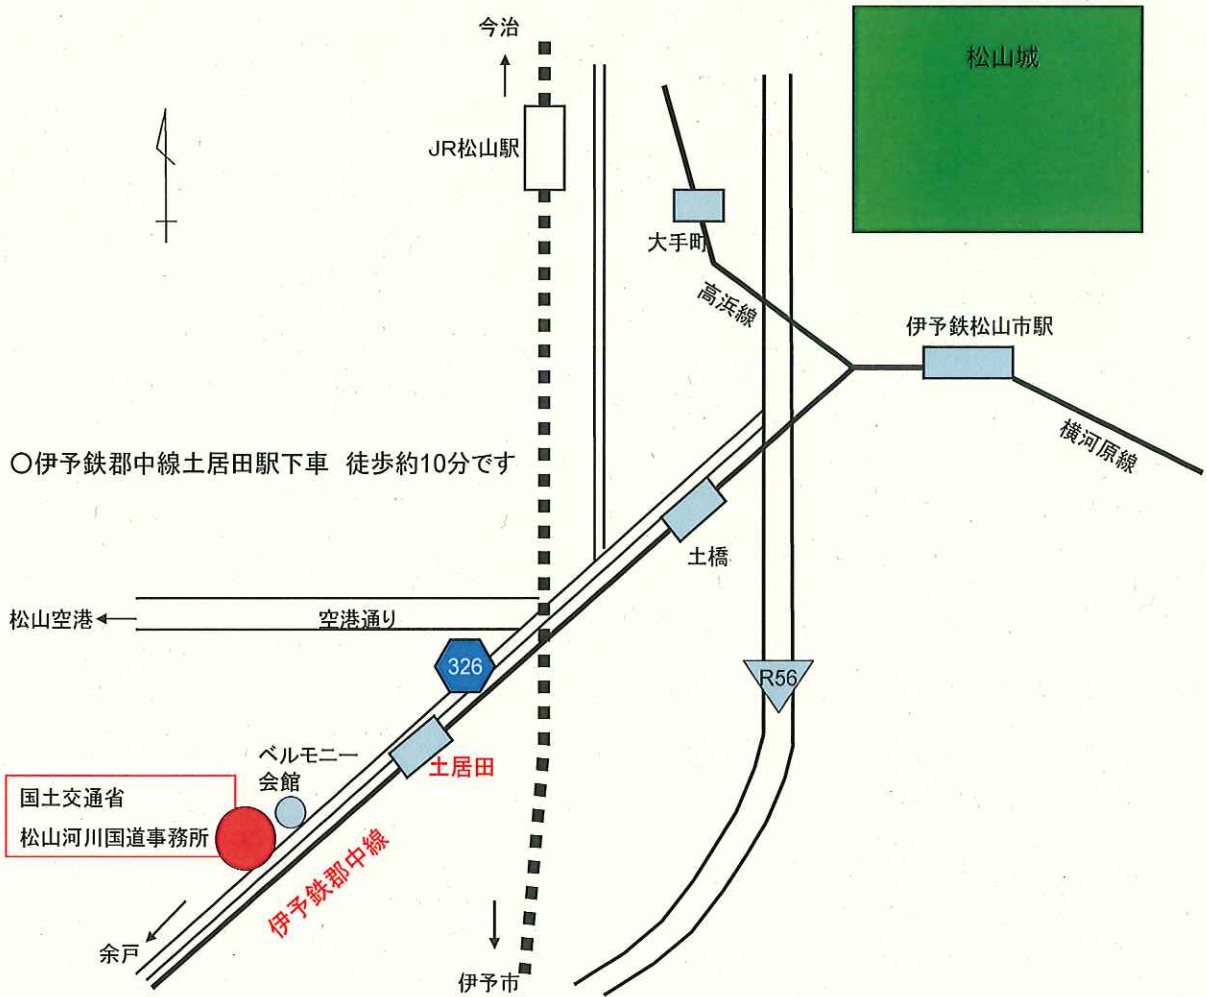 今治
松山城
JR松山駅
大手町
高浜線
伊予鉄松山市駅
横河原線
〇伊予鉄郡中線土居田駅下車 徒歩約10分です
土橋
松山空港
空港通り
326
R56
ベルモニー
会館
土居田
国土交通省
松山河川国道事務所
伊予鉄郡中線
余戸
伊予市